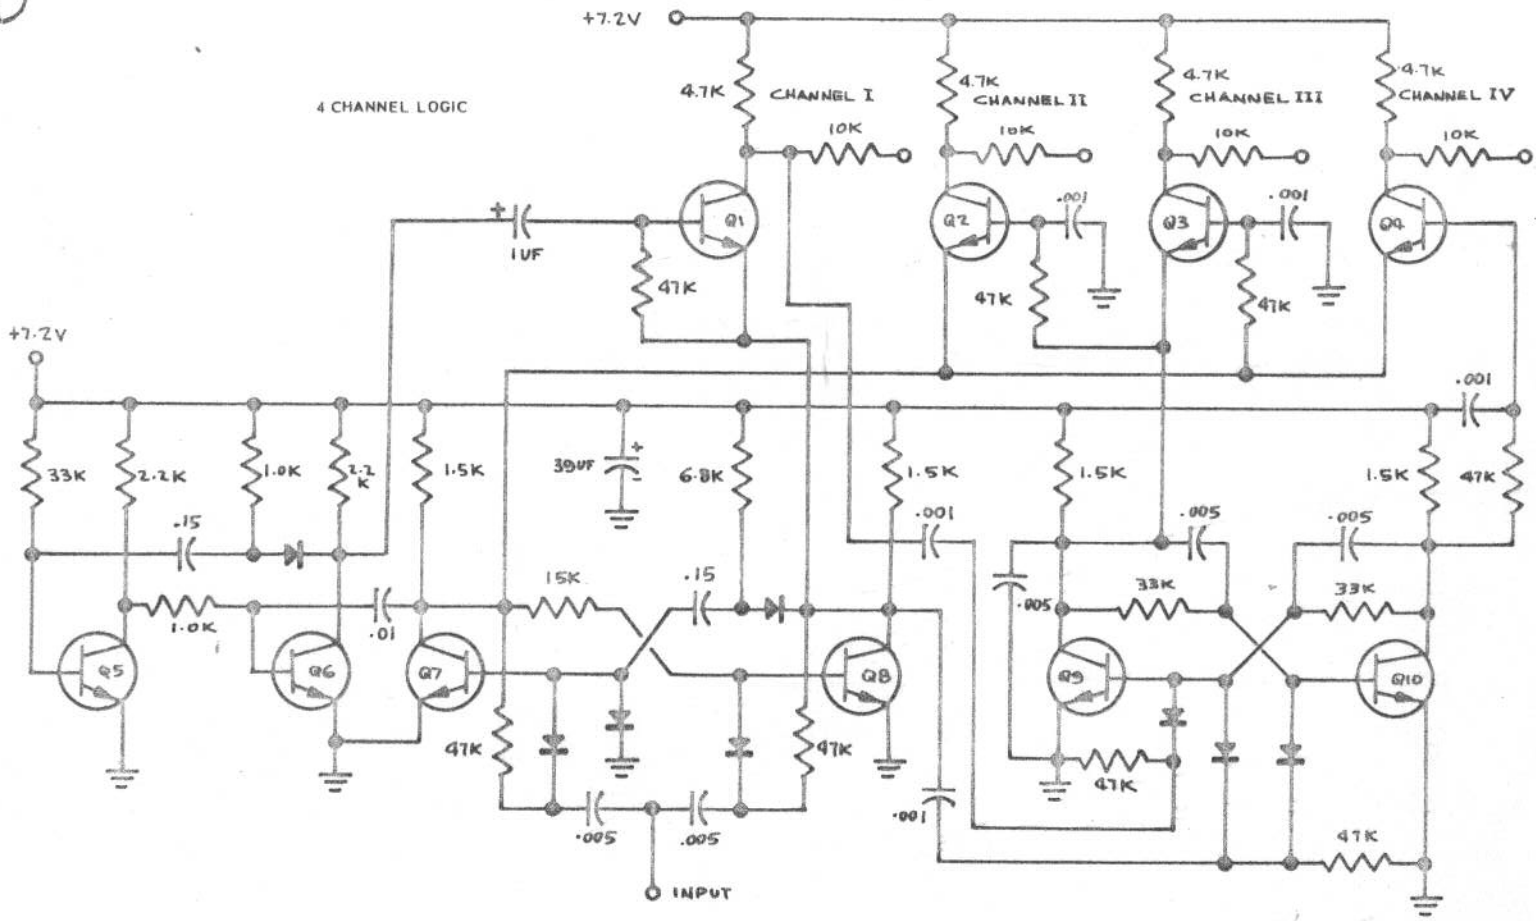 +7.2V
4 CHANNEL LOGIC
4.7K
CHANNEL I
10K
4.7K
CHANNEL II
10K
4.7K
CHANNEL III
10K
4.7K
CHANNEL IV
10K
+
1UF
Q1
47K
Q2
.001
47K
Q3
.001
47K
Q4
+7.2V
.001
33K
2.2K
1.0K
2.2
K
1.5K
39UF
+
-
6.8K
1.5K
1.5K
1.5K
47K
.15
.001
.005
.005
1.0K
.01
15K
.15
.005
33K
33K
Q5
Q6
Q7
Q8
Q9
Q10
47K
47K
47K
.005
.005
.001
47K
INPUT